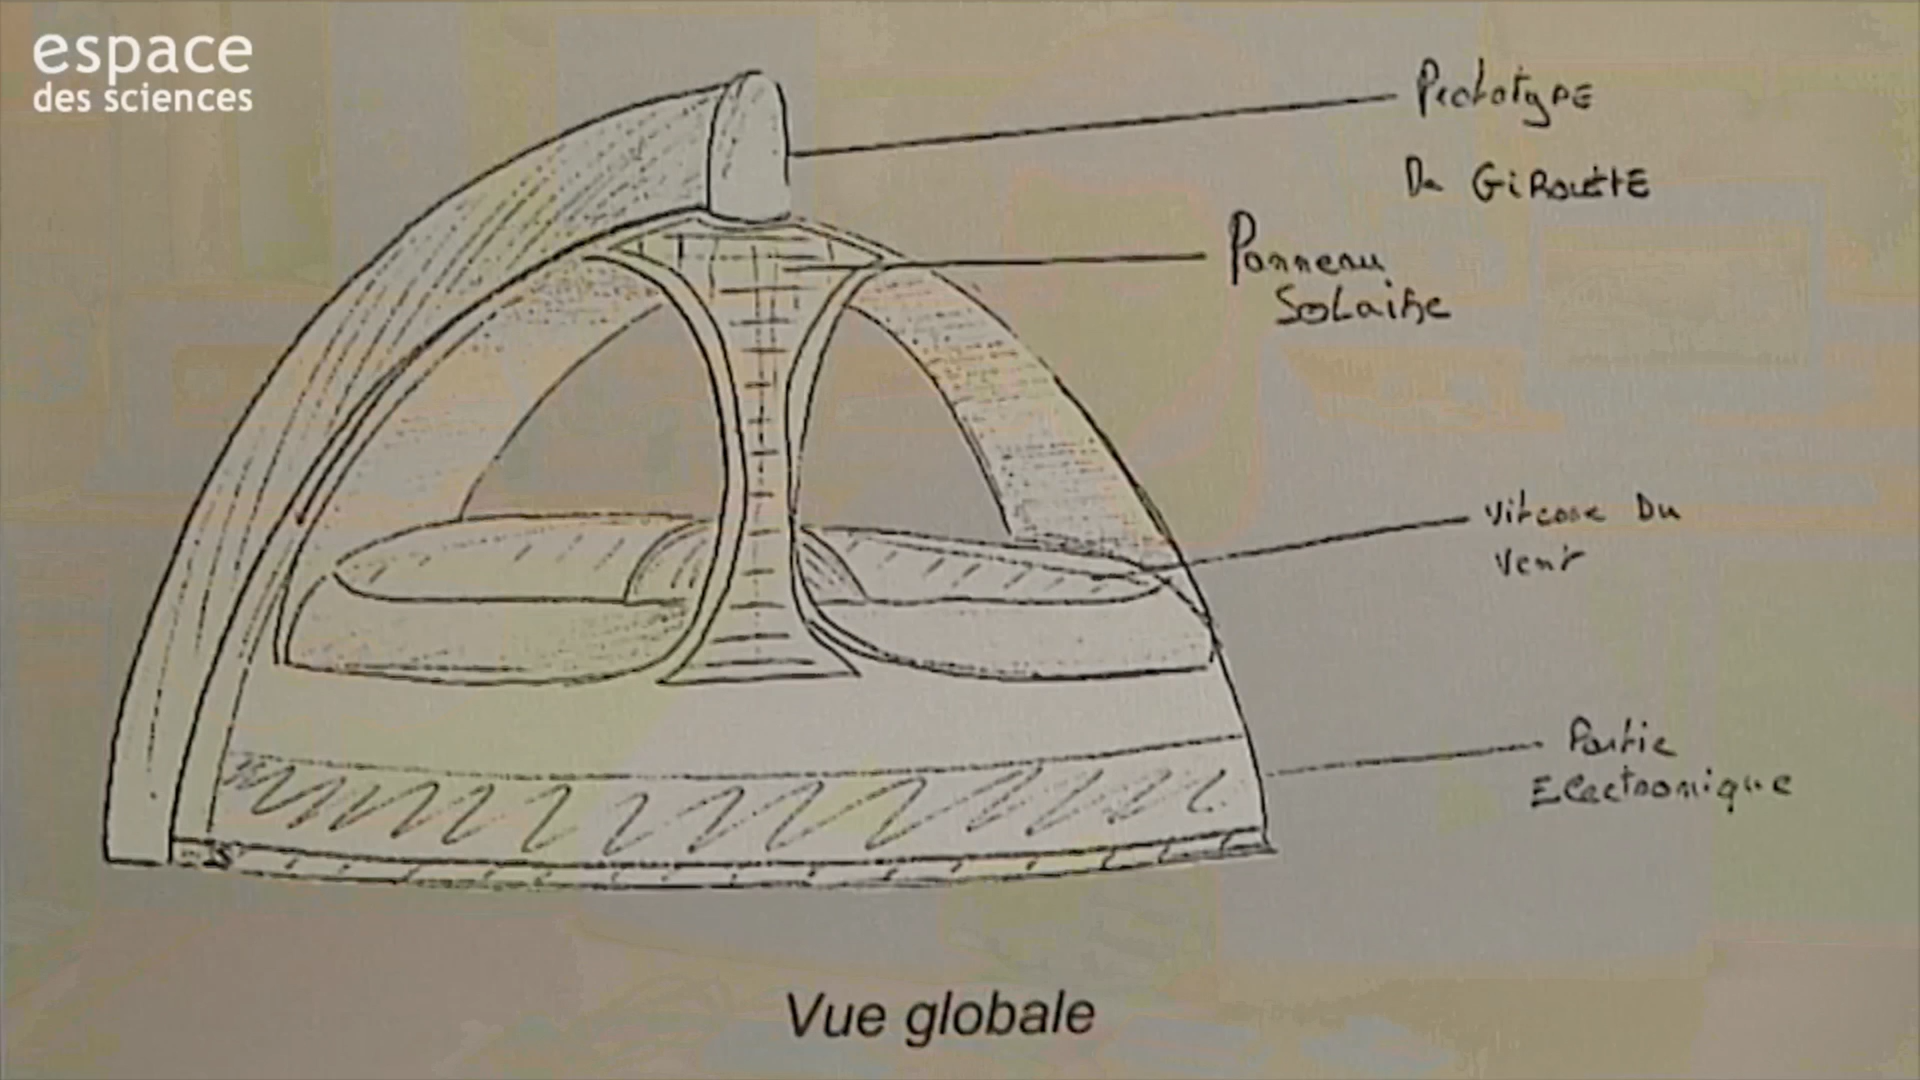 espace
des sciences
Prototype
De GiROUETTE
Panneau
SOLaiRe
Vitesse Du
Vent
Partie
Electronique
Vue globale